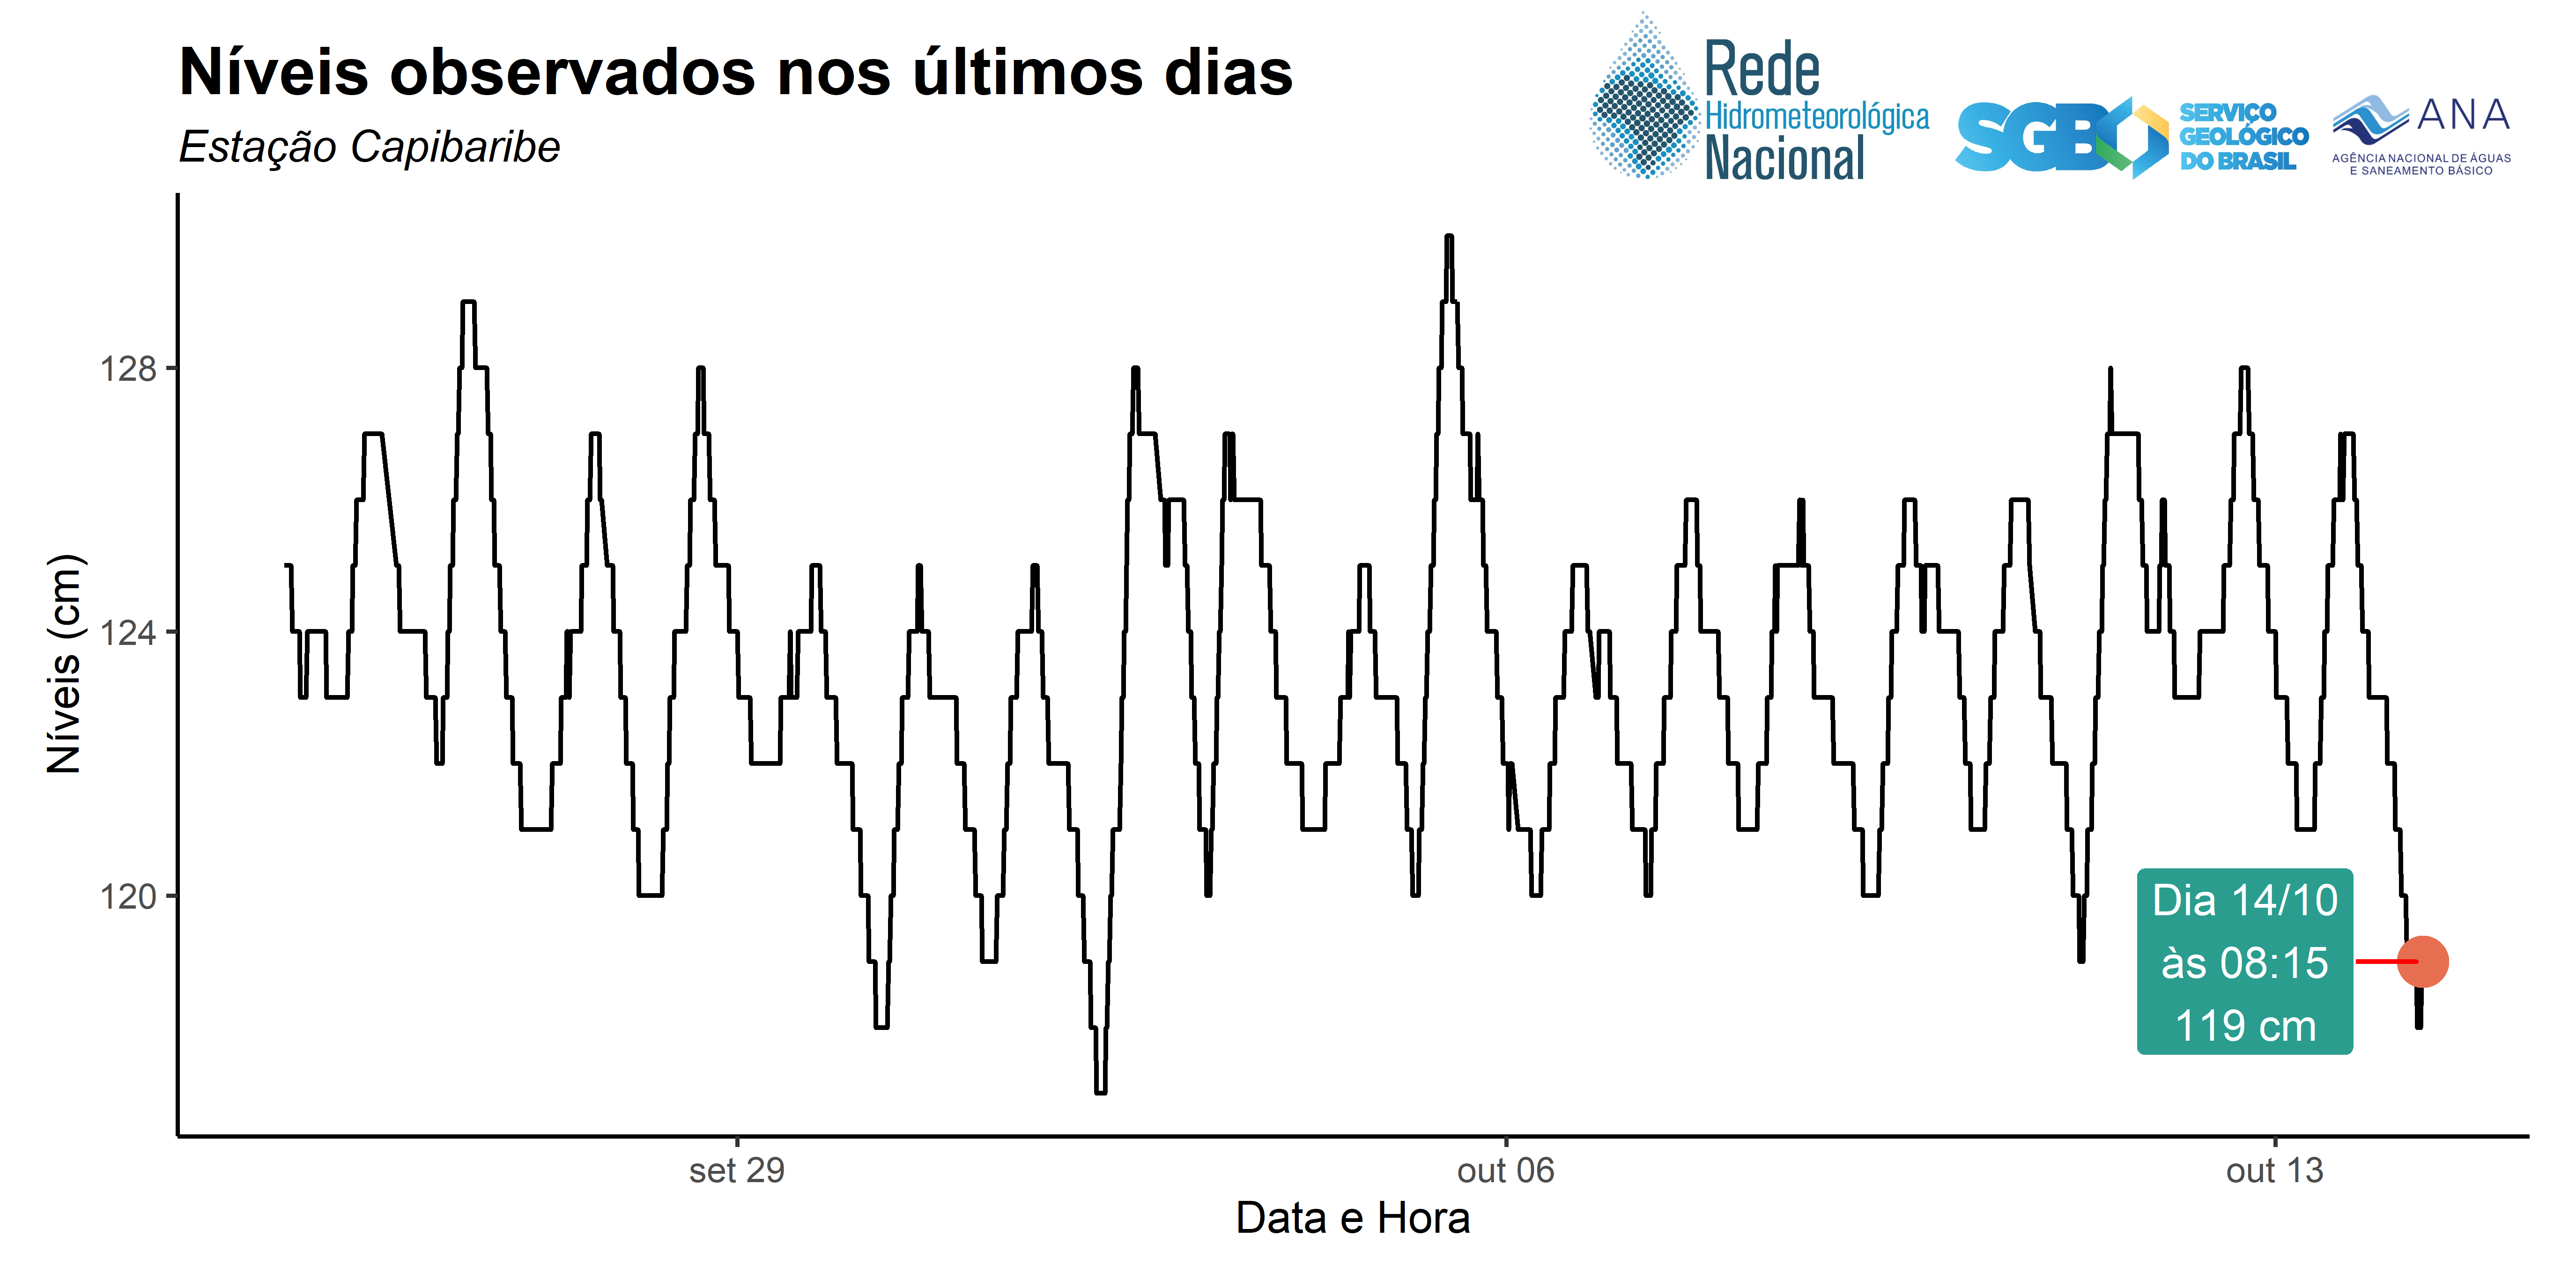 Níveis observados nos últimos dias
Estação Capibaribe
Rede
Hidrometeorológica
Nacional
SGB
SERVIÇO
GEOLÓGICO
DO BRASIL
ANA
AGÊNCIA NACIONAL DE ÁGUAS
E SANEAMENTO BÁSICO
Níveis (cm)
128
124
120
Dia 14/10
às 08:15
119 cm
set 29
out 06
out 13
Data e Hora